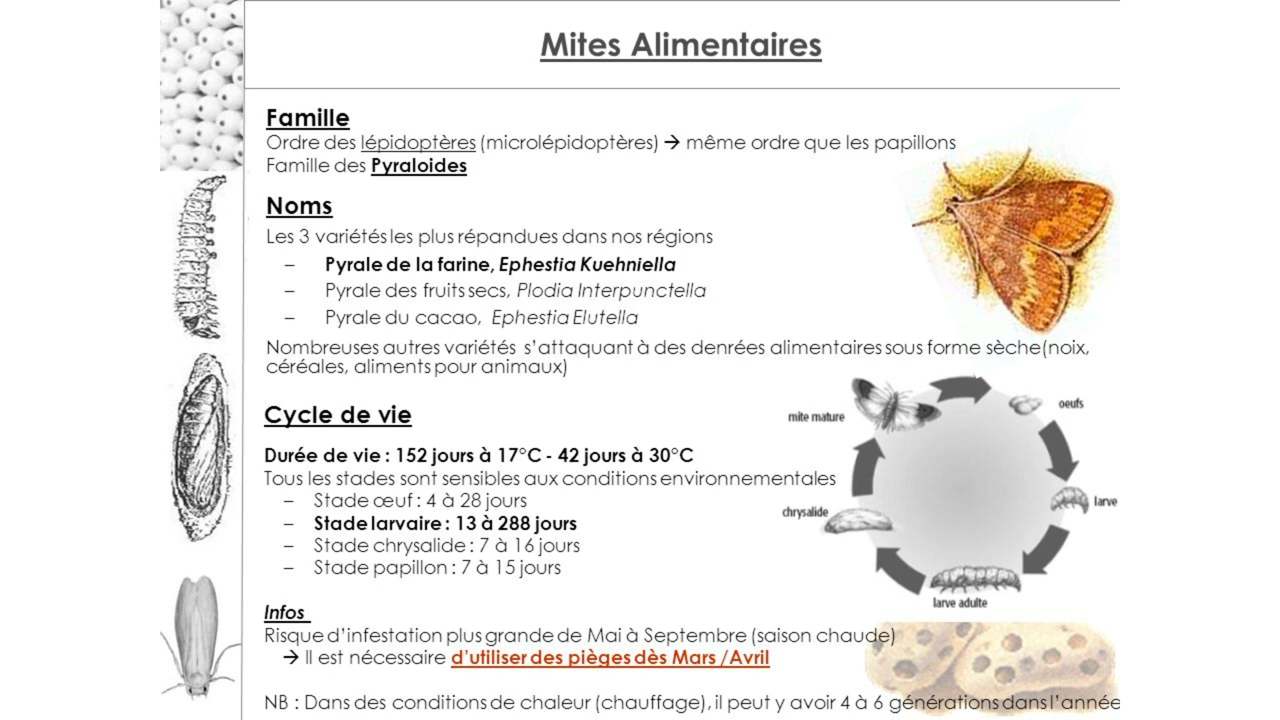 Mites Alimentaires
Famille
Ordre des lépidoptères (microlépidoptères) → même ordre que les papillons
Famille des Pyraloides
Noms
Les 3 variétés les plus répandues dans nos régions
– Pyrale de la farine, Ephestia Kuehniella
– Pyrale des fruits secs, Plodia Interpunctella
– Pyrale du cacao, Ephestia Elutella
Nombreuses autres variétés s'attaquant à des denrées alimentaires sous forme sèche(noix,
céréales, aliments pour animaux)
Cycle de vie
Durée de vie : 152 jours à 17°C - 42 jours à 30°C
Tous les stades sont sensibles aux conditions environnementales
– Stade œuf : 4 à 28 jours
– Stade larvaire : 13 à 288 jours
– Stade chrysalide : 7 à 16 jours
– Stade papillon : 7 à 15 jours
mite mature
oeufs
larve
larve adulte
chrysalide
Infos
Risque d'infestation plus grande de Mai à Septembre (saison chaude)
→ Il est nécessaire d'utiliser des pièges dès Mars /Avril
NB : Dans des conditions de chaleur (chauffage), il peut y avoir 4 à 6 générations dans l'année